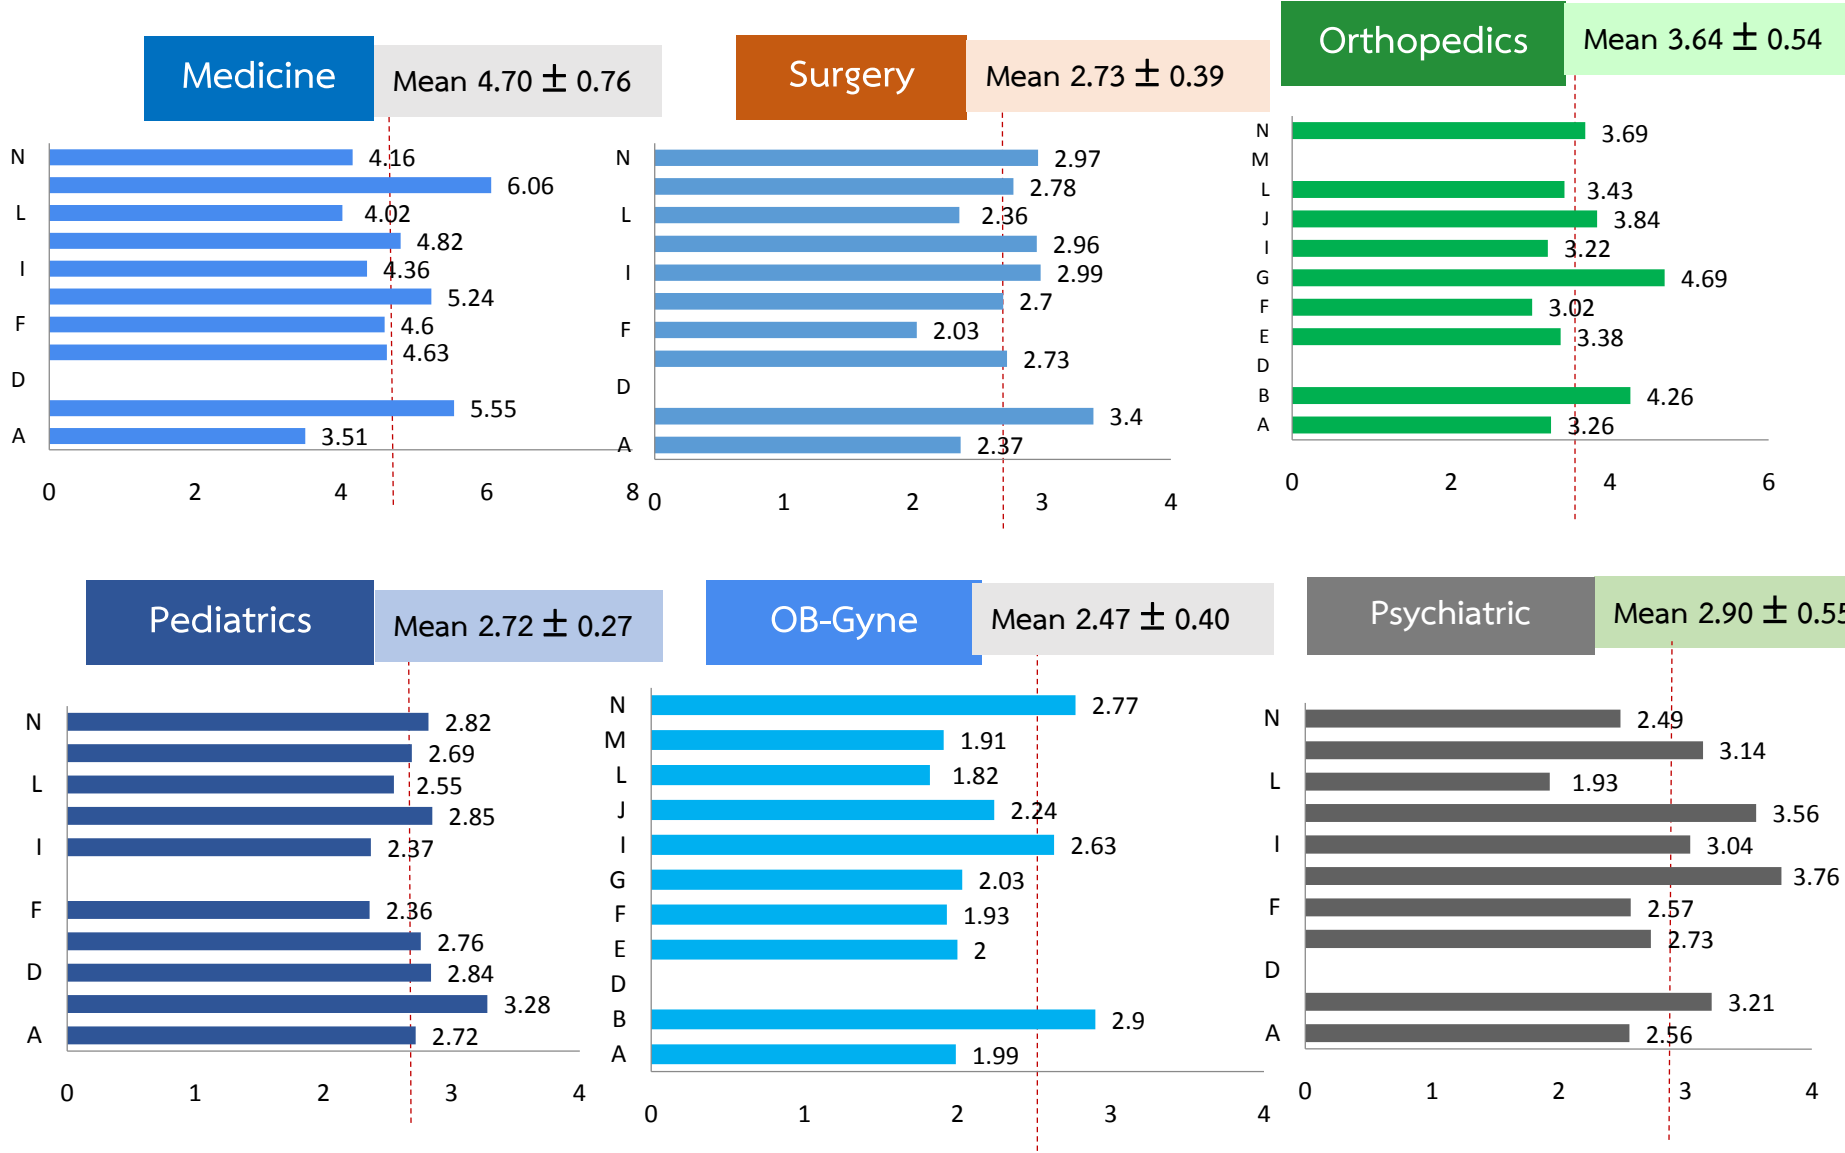 Medicine
Mean 4.70 ± 0.76
N 4.16
6.06
L 4.02
4.82
I 4.36
5.24
F 4.6
4.63
D
5.55
A 3.51
0 2 4 6 8
Surgery
Mean 2.73 ± 0.39
N 2.97
2.78
L 2.36
2.96
I 2.99
2.7
F 2.03
2.73
D
3.4
A 2.37
0 1 2 3 4
Orthopedics
Mean 3.64 ± 0.54
N 3.69
M
L 3.43
J 3.84
I 3.22
G 4.69
F 3.02
E 3.38
D
B 4.26
A 3.26
0 2 4 6
Pediatrics
Mean 2.72 ± 0.27
N 2.82
2.69
L 2.55
2.85
I 2.37
F 2.36
2.76
D 2.84
3.28
A 2.72
0 1 2 3 4
OB-Gyne
Mean 2.47 ± 0.40
N 2.77
M 1.91
L 1.82
J 2.24
I 2.63
G 2.03
F 1.93
E 2
D
B 2.9
A 1.99
0 1 2 3 4
Psychiatric
Mean 2.90 ± 0.55
N 2.49
3.14
L 1.93
3.56
I 3.04
3.76
F 2.57
2.73
D
3.21
A 2.56
0 1 2 3 4